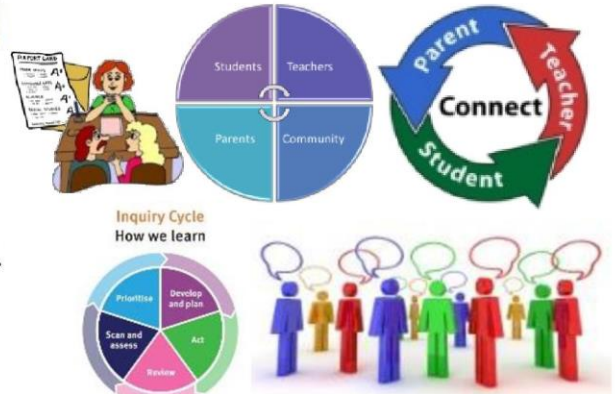 REPORT CARD
A+
A+
A+
A+
Students
Teachers
Parents
Community
Parent
Teacher
Connect
Student
Inquiry Cycle
How we learn
Prioritise
Develop
and plan
Scan and
assess
Act
Review